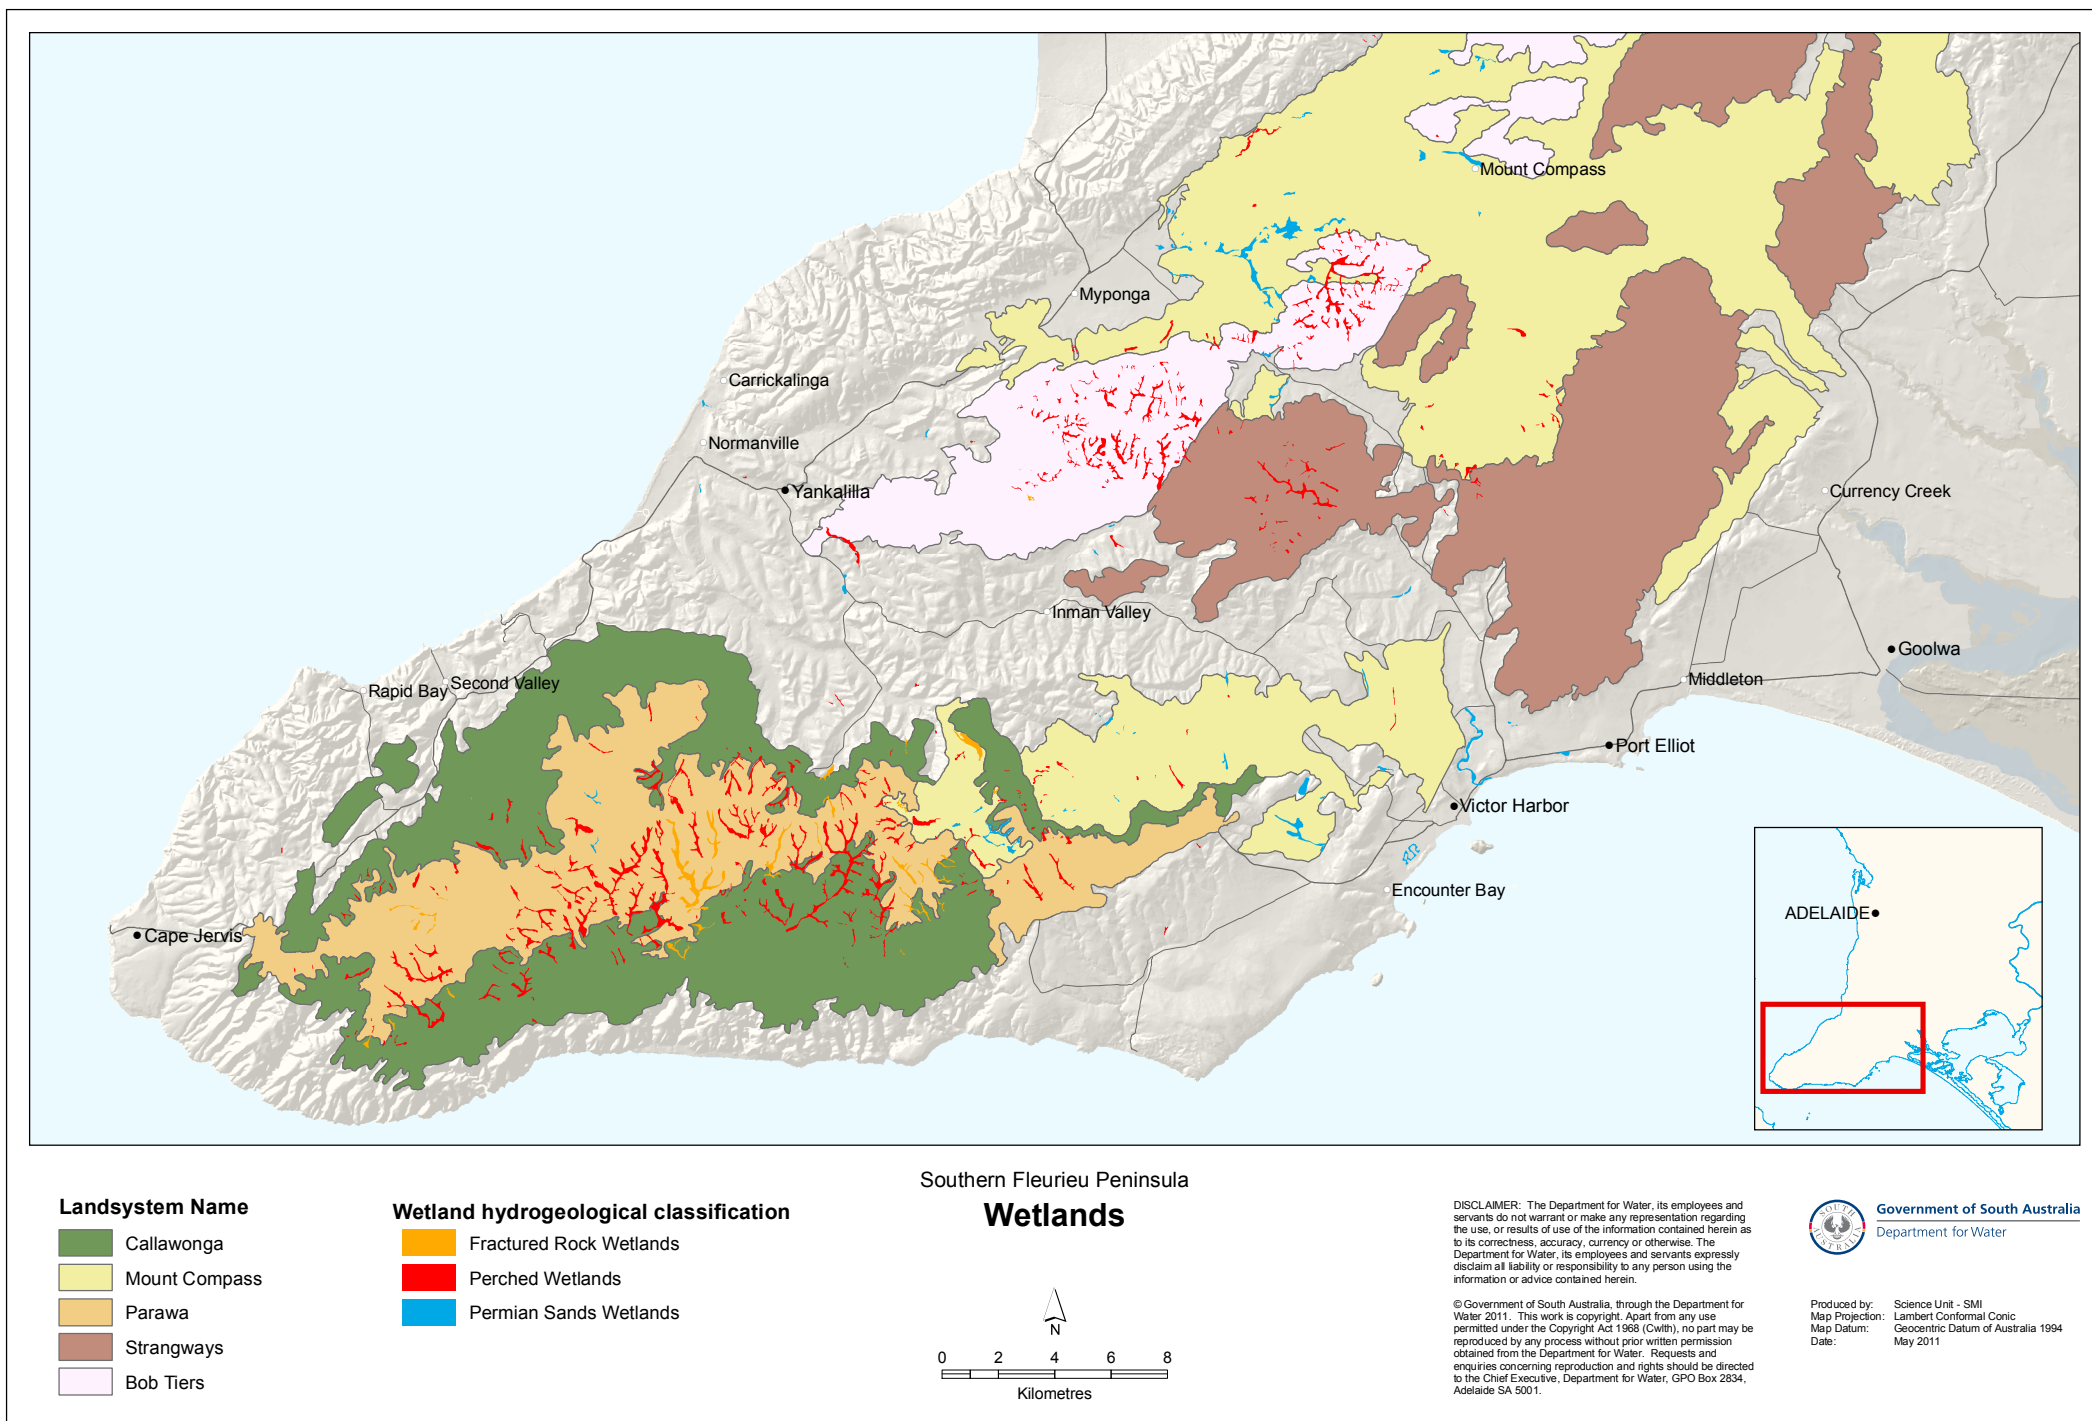 Mount Compass
Myponga
Carrickalinga
Normanville
Yankalilla
Currency Creek
Inman Valley
Goolwa
Rapid Bay
Second Valley
Middleton
Port Elliot
Victor Harbor
Encounter Bay
Cape Jervis
ADELAIDE
Landsystem Name
Callawonga
Mount Compass
Parawa
Strangways
Bob Tiers
Wetland hydrogeological classification
Fractured Rock Wetlands
Perched Wetlands
Permian Sands Wetlands
Southern Fleurieu Peninsula
Wetlands
N
0 2 4 6 8
Kilometres
DISCLAIMER: The Department for Water, its employees and
servants do not warrant or make any representation regarding
the use, or results of use of the information contained herein as
to its correctness, accuracy, currency or otherwise. The
Department for Water, its employees and servants expressly
disclaim all liability or responsibility to any person using the
information or advice contained herein.
© Government of South Australia, through the Department for
Water 2011. This work is copyright. Apart from any use
permitted under the Copyright Act 1968 (Cwlth), no part may be
reproduced by any process without prior written permission
obtained from the Department for Water. Requests and
enquiries concerning reproduction and rights should be directed
to the Chief Executive, Department for Water, GPO Box 2834,
Adelaide SA 5001.
SOUTH
AUSTRALIA
Government of South Australia
Department for Water
Produced by: Science Unit - SMI
Map Projection: Lambert Conformal Conic
Map Datum: Geocentric Datum of Australia 1994
Date: May 2011